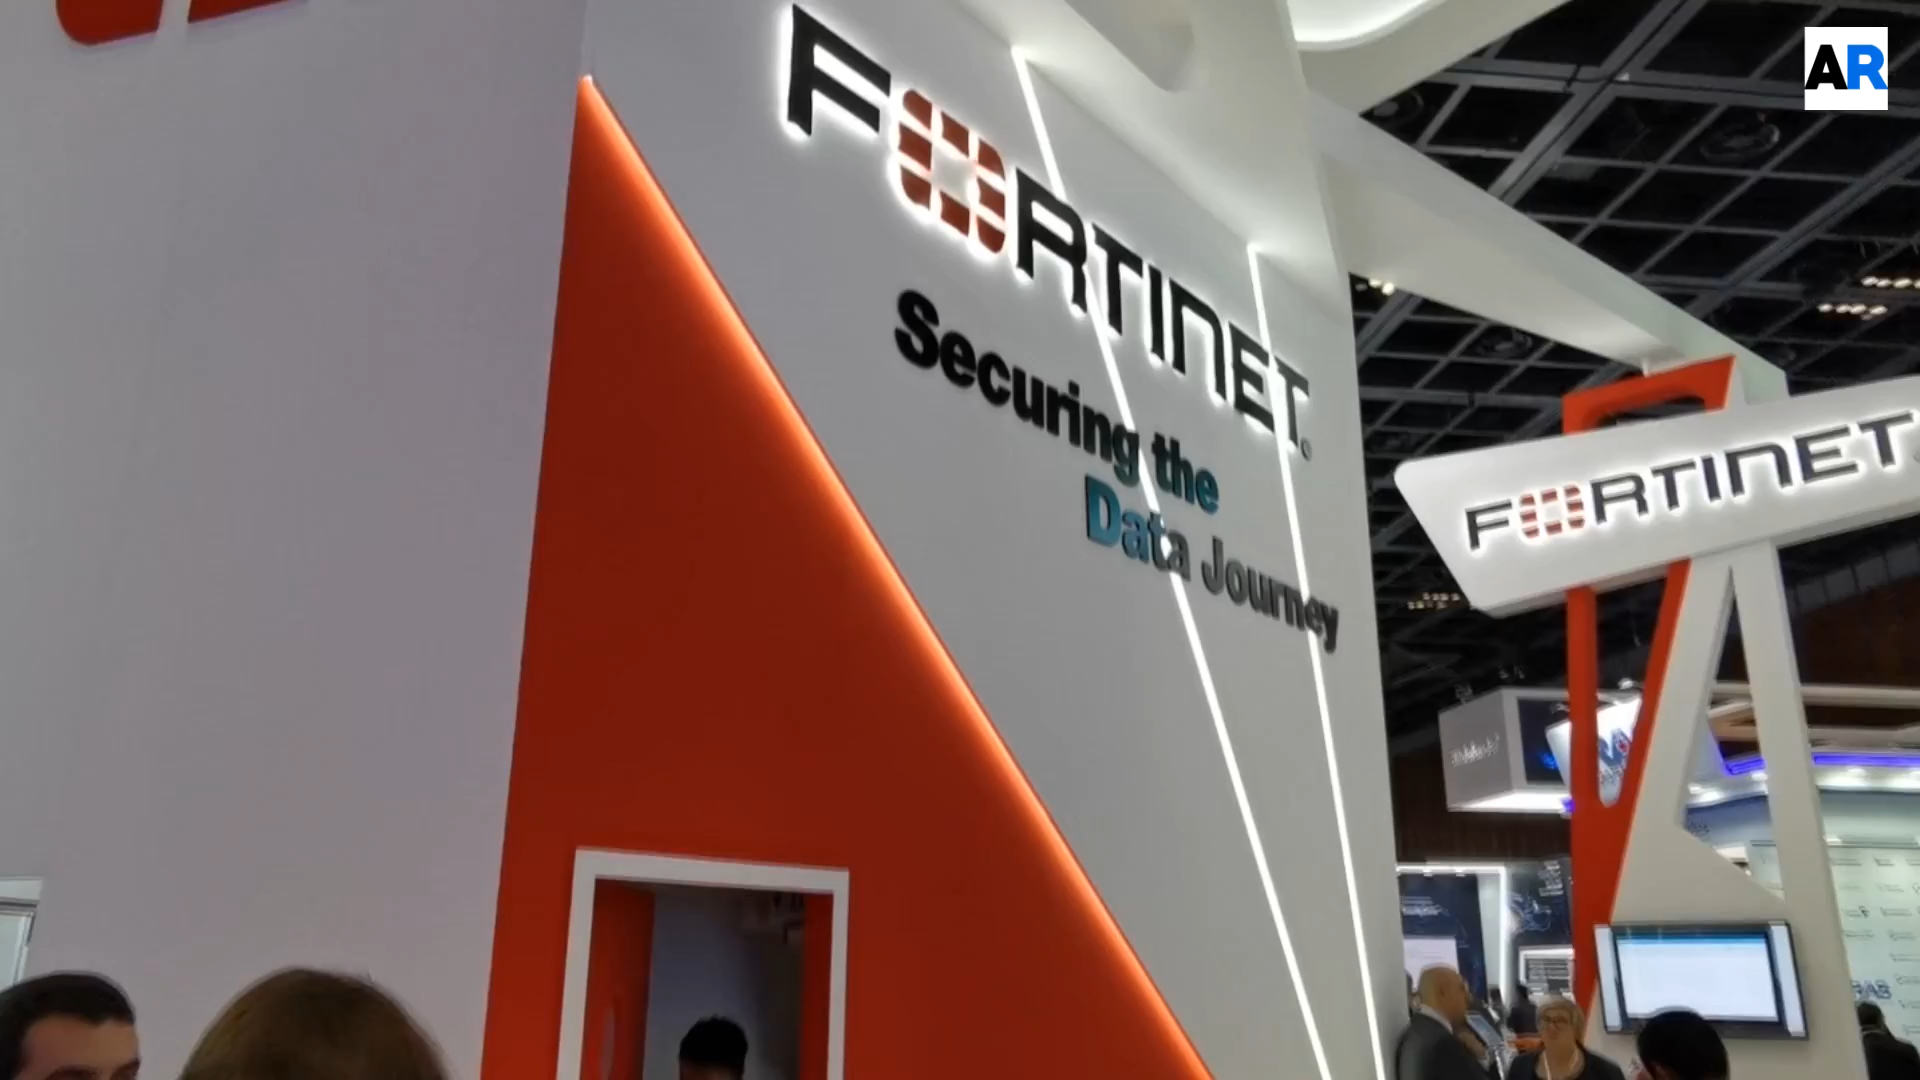 AR
FORTINET
Securing the
Data Journey
FORTINET